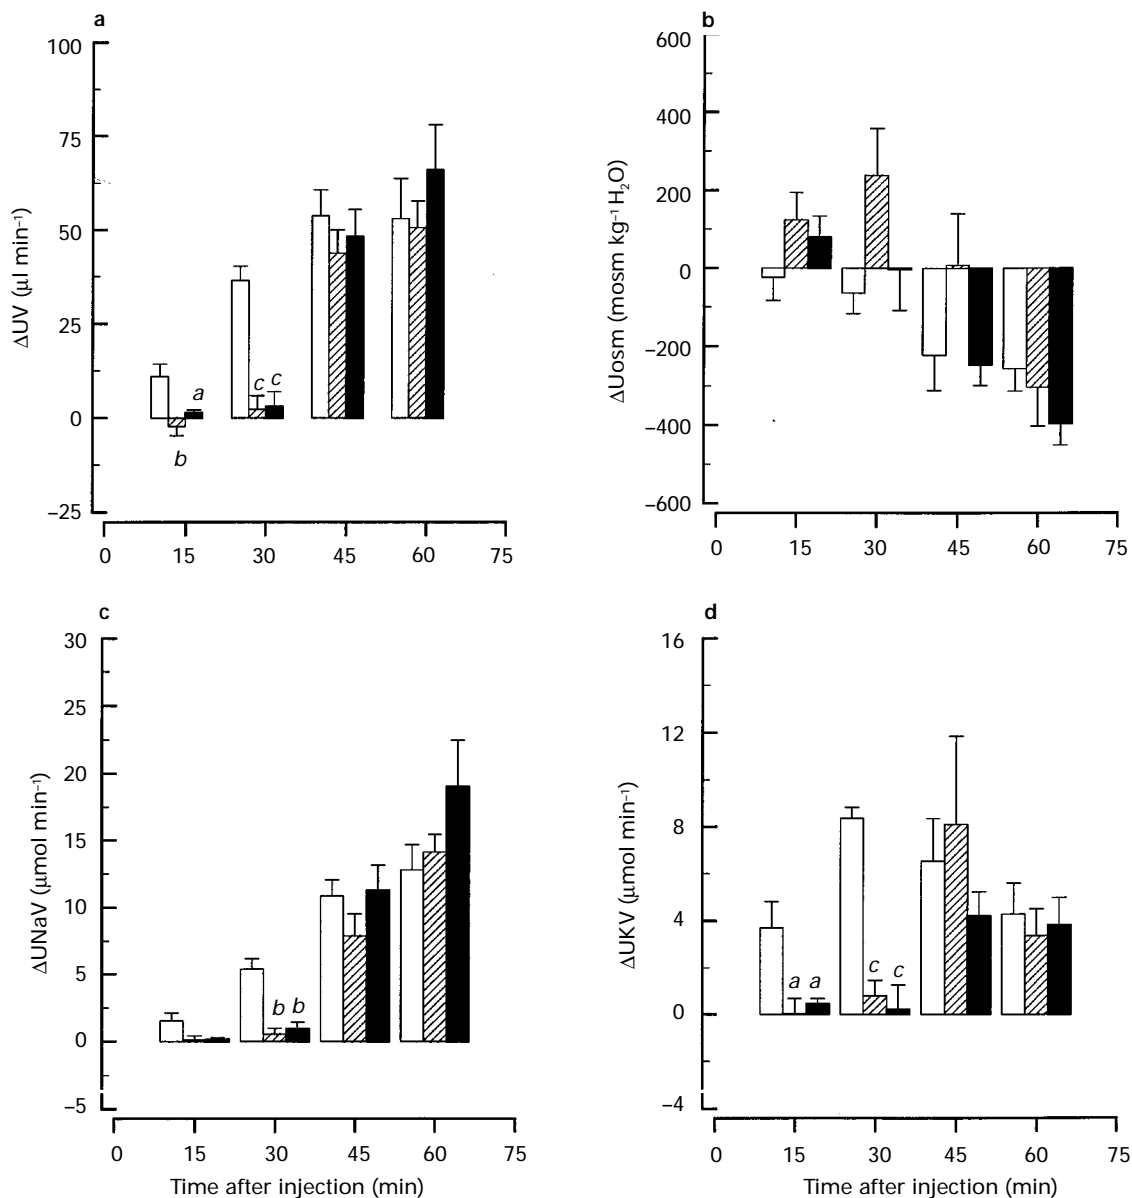 a
100
75
50
25
0
−25
ΔUV (μl min⁻¹)
a
b
c
c
0
15
30
45
60
75
b
600
400
200
0
−200
−400
−600
ΔUosm (mosm kg⁻¹ H₂O)
0
15
30
45
60
75
c
30
25
20
15
10
5
0
−5
ΔUNaV (μmol min⁻¹)
b
b
0
15
30
45
60
75
Time after injection (min)
d
16
12
8
4
0
−4
ΔUKV (μmol min⁻¹)
a
a
c
c
0
15
30
45
60
75
Time after injection (min)